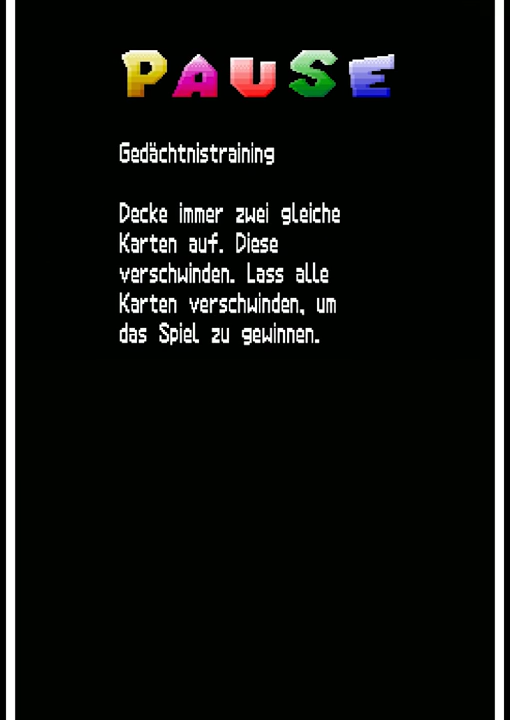 PAUSE
Gedächtnistraining
Decke immer zwei gleiche
Karten auf. Diese
verschwinden. Lass alle
Karten verschwinden, um
das Spiel zu gewinnen.